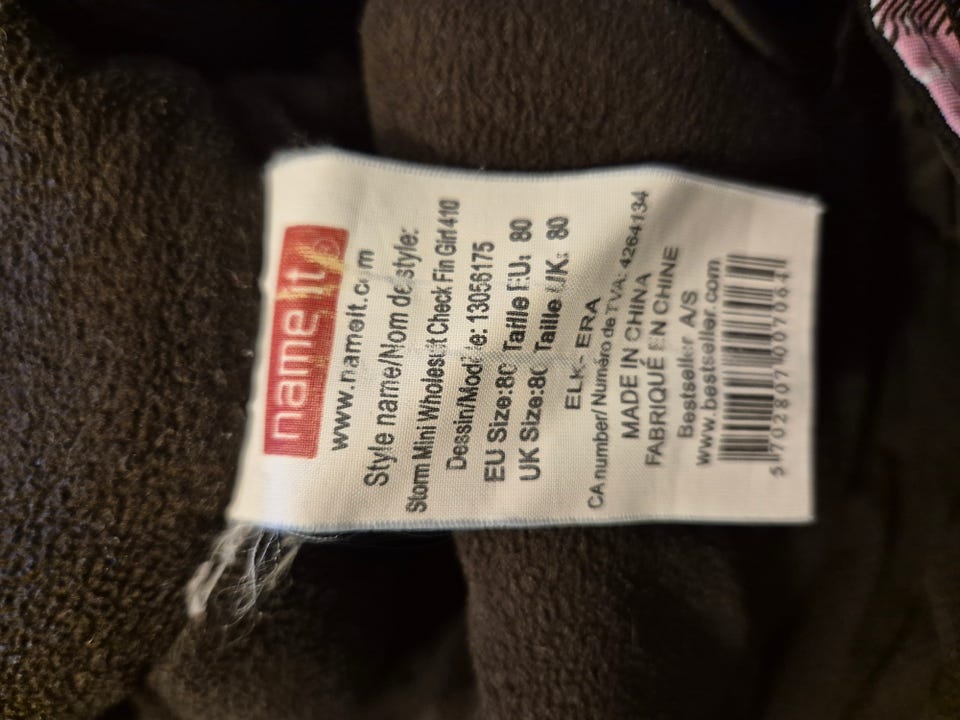 name it
www.nameit.com
Style name/Nom de style:
Storm Mini Wholesuit Check Fin Girl 410
Dessin/Modèle: 13056175
EU Size:80 Taille EU: 80
UK Size:80 Taille UK: 80
ELK - ERA
CA number/ Numéro de TVA: 4264134
MADE IN CHINA
FABRIQUÉ EN CHINE
Bestseller A/S
www.bestseller.com
5702807007064